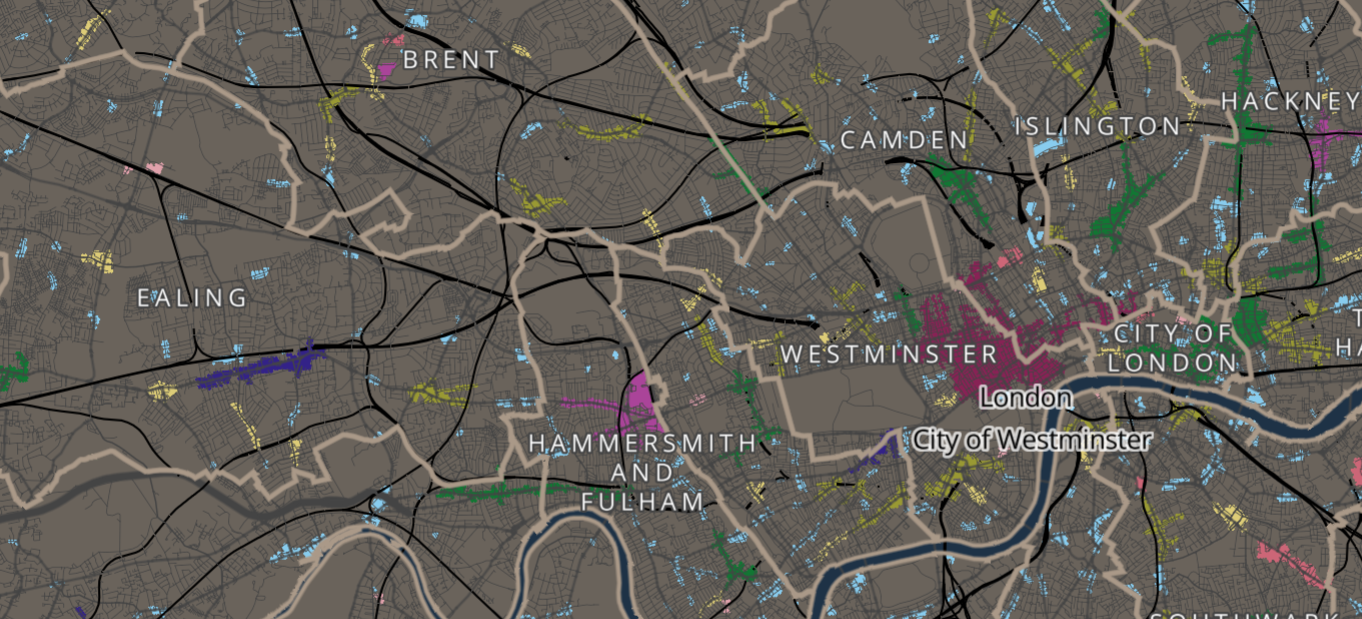 BRENT
HACKNEY
ISLINGTON
CAMDEN
EALING
CITY OF
LONDON
WESTMINSTER
London
City of Westminster
HAMMERSMITH
AND
FULHAM